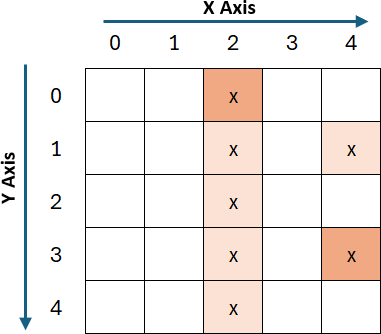 X Axis
0 1 2 3 4
0 x
1 x x
2 x
3 x x
4 x
Y Axis